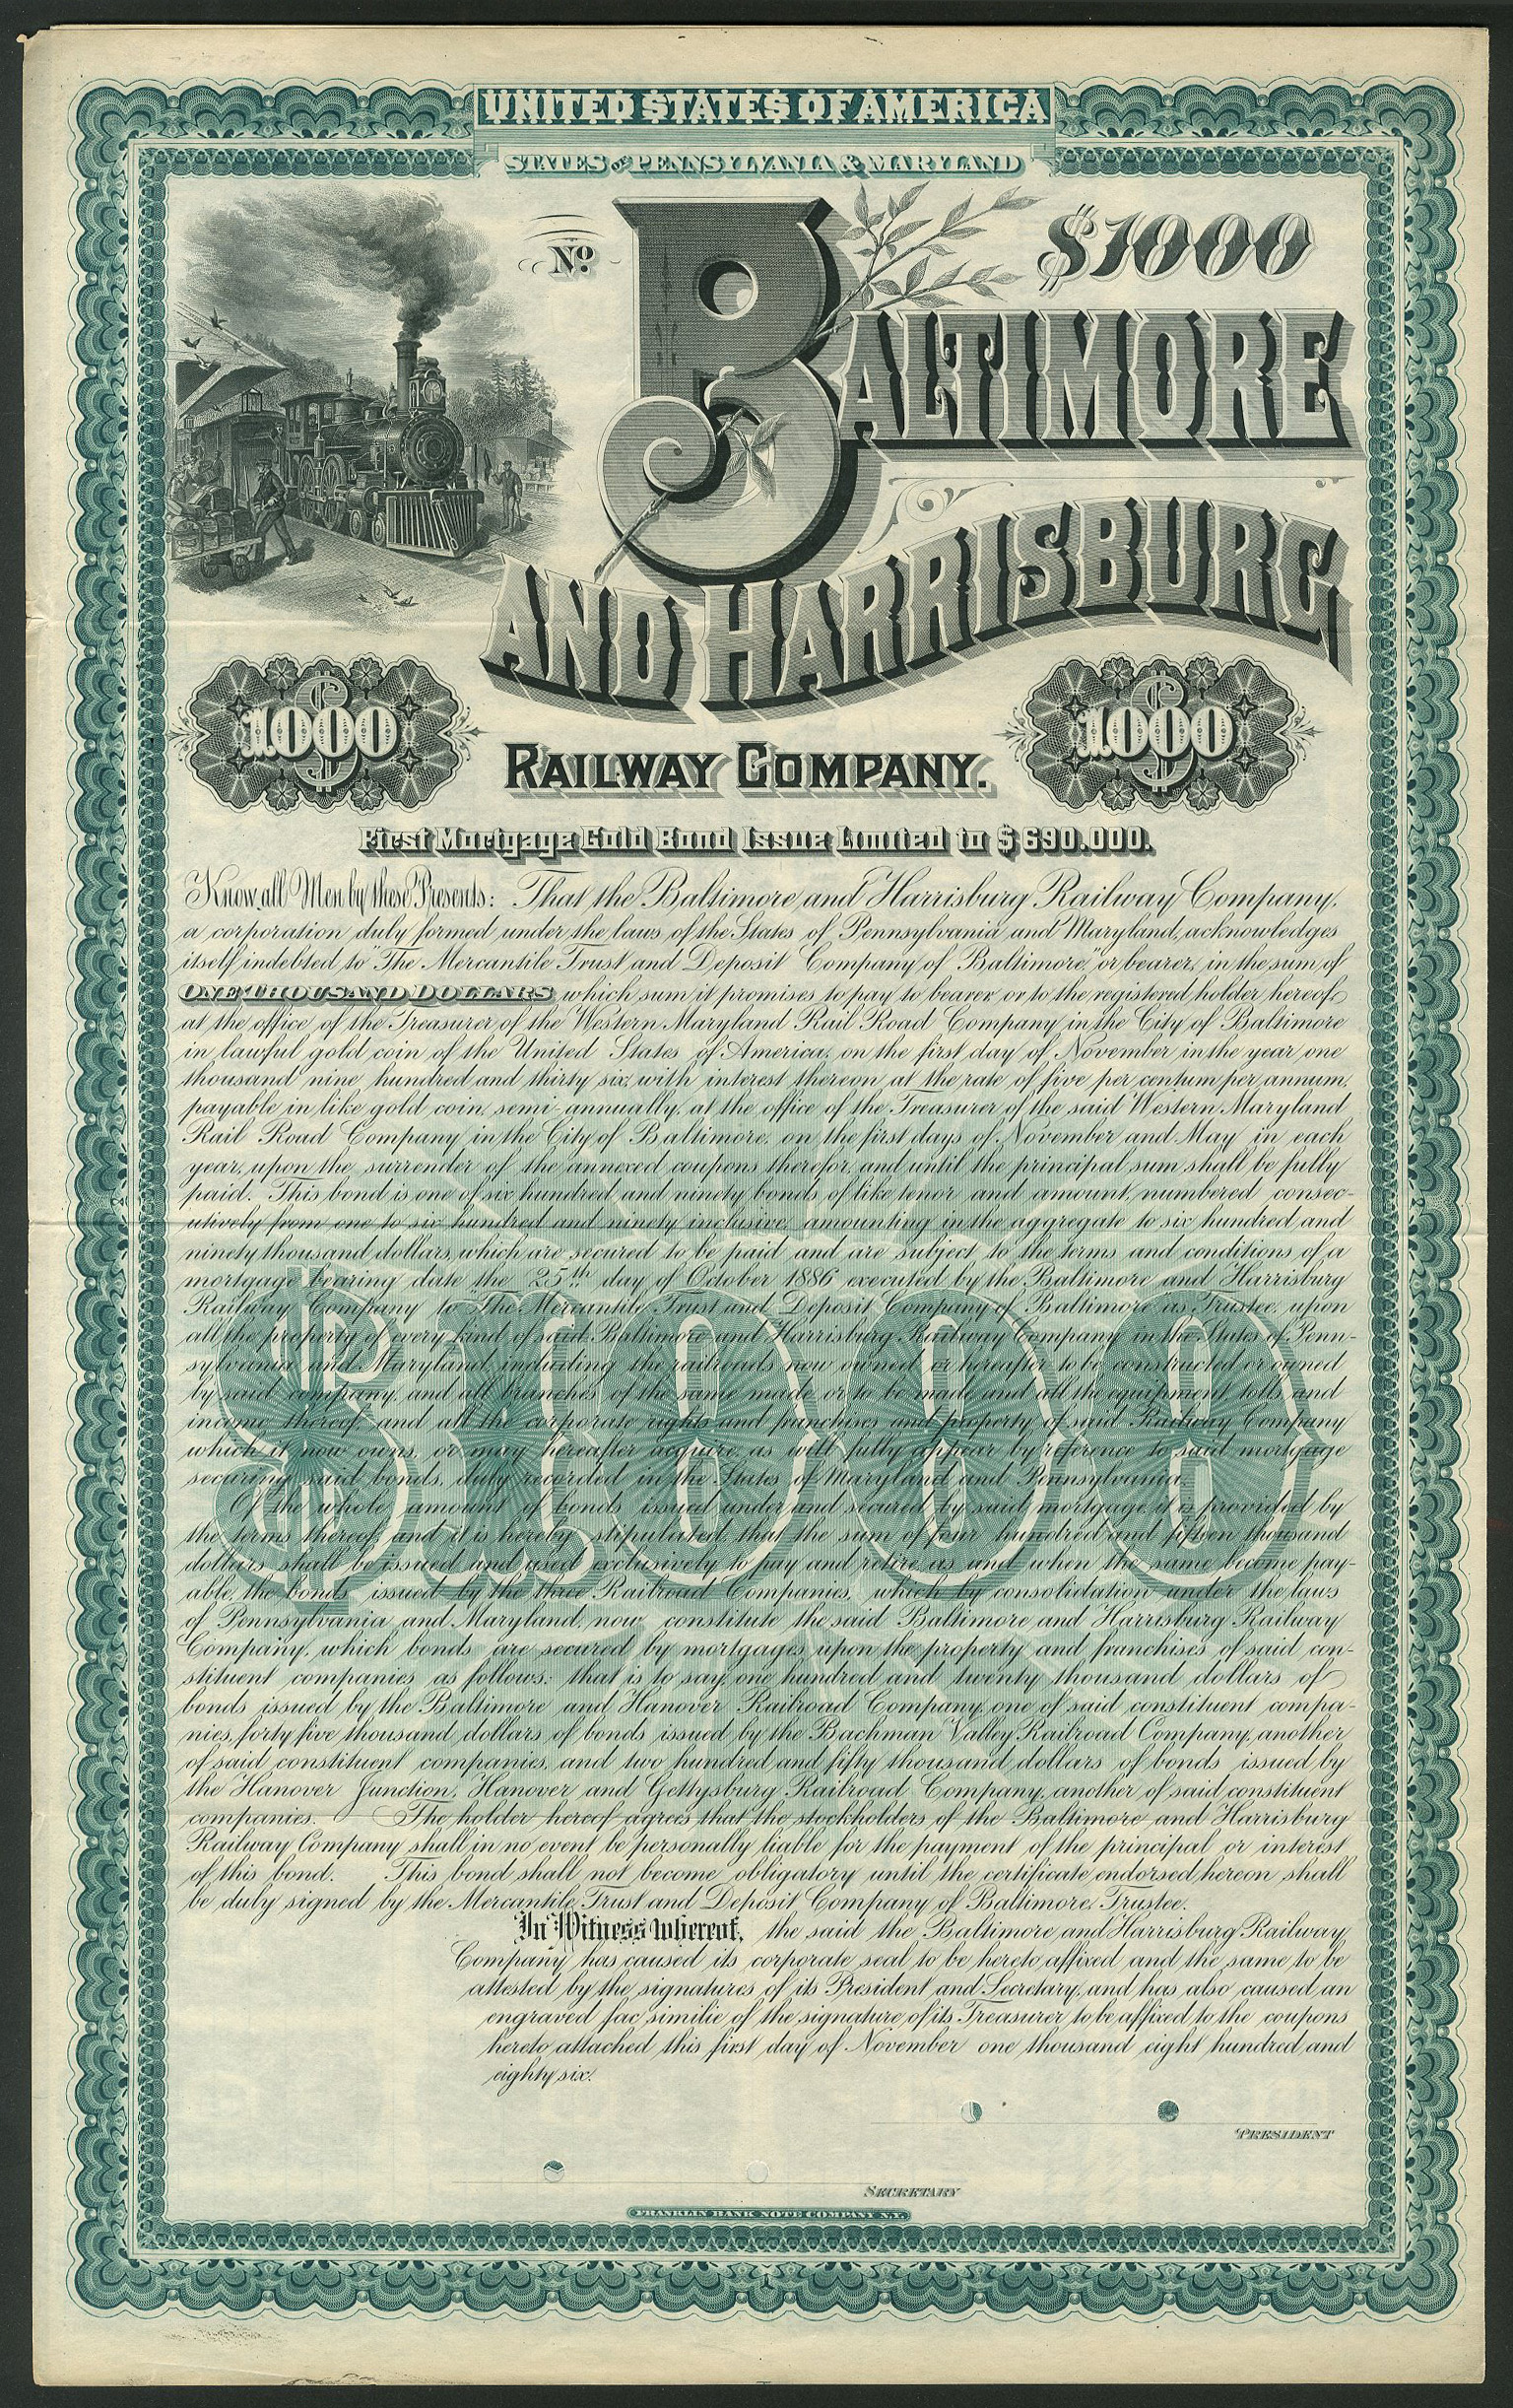 UNITED STATES OF AMERICA
STATES OF PENNSYLVANIA & MARYLAND
No.
$1000
BALTIMORE
AND HARRISBURG
$1,000
$1,000
RAILWAY COMPANY.
First Mortgage Gold Bond Issue Limited to $690.000.
Know all Men by these Presents: That the Baltimore and Harrisburg Railway Company,
a corporation duly formed under the laws of the States of Pennsylvania and Maryland, acknowledges
itself indebted to "The Mercantile Trust and Deposit Company of Baltimore," or bearer, in the sum of
ONE THOUSAND DOLLARS which sum it promises to pay to bearer or to the registered holder hereof
at the office of the Treasurer of the Western Maryland Rail Road Company in the City of Baltimore
in lawful gold coin of the United States of America, on the first day of November in the year one
thousand nine hundred and thirty six, with interest thereon at the rate of five per centum per annum,
payable in like gold coin, semi-annually, at the office of the Treasurer of the said Western Maryland
Rail Road Company in the City of Baltimore, on the first days of November and May in each
year, upon the surrender of the annexed coupons therefor, and until the principal sum shall be fully
paid. This bond is one of six hundred and ninety bonds of like tenor and amount, numbered consec-
utively from one to six hundred and ninety inclusive, amounting in the aggregate to six hundred and
ninety thousand dollars, which are secured to be paid and are subject to the terms and conditions of a
mortgage bearing date the 25th day of October 1886 executed by the Baltimore and Harrisburg
Railway Company to "The Mercantile Trust and Deposit Company of Baltimore" as Trustee, upon
all the property of every kind of said Baltimore and Harrisburg Railway Company in the States of Penn-
sylvania and Maryland, including the railroads now owned or hereafter to be constructed or owned
by said company, and all branches of the same made or to be made and all the equipment tolls and
income thereof, and all the corporate rights and franchises and property of said Railway Company
which it now owns, or may hereafter acquire, as will fully appear by reference to said mortgage
securing said bonds, duly recorded in the States of Maryland and Pennsylvania.
Of the whole amount of bonds issued under and secured by said mortgage it is provided by
the terms thereof, and it is hereby stipulated, that the sum of four hundred and fifteen thousand
dollars shall be issued and used exclusively to pay and retire, as and when the same become pay-
able, the bonds issued by the three Railroad Companies, which by consolidation under the laws
of Pennsylvania and Maryland, now constitute the said Baltimore and Harrisburg Railway
Company, which bonds are secured by mortgages upon the property and franchises of said con-
stituent companies as follows: that is to say, one hundred and twenty thousand dollars of
bonds issued by the Baltimore and Hanover Railroad Company, one of said constituent compa-
nies, forty five thousand dollars of bonds issued by the Bachman Valley Railroad Company, another
of said constituent companies, and two hundred and fifty thousand dollars of bonds issued by
the Hanover Junction, Hanover and Gettysburg Railroad Company, another of said constituent
companies. The holder hereof agrees that the stockholders of the Baltimore and Harrisburg
Railway Company shall in no event be personally liable for the payment of the principal or interest
of this bond. This bond shall not become obligatory until the certificate endorsed hereon shall
be duly signed by the Mercantile Trust and Deposit Company of Baltimore, Trustee.
In Witness whereof, the said the Baltimore and Harrisburg Railway
Company has caused its corporate seal to be hereto affixed and the same to be
attested by the signatures of its President and Secretary, and has also caused an
engraved fac similie of the signature of its Treasurer to be affixed to the coupons
hereto attached this first day of November one thousand eight hundred and
eighty six.
PRESIDENT
SECRETARY
FRANKLIN BANK NOTE COMPANY N.Y.